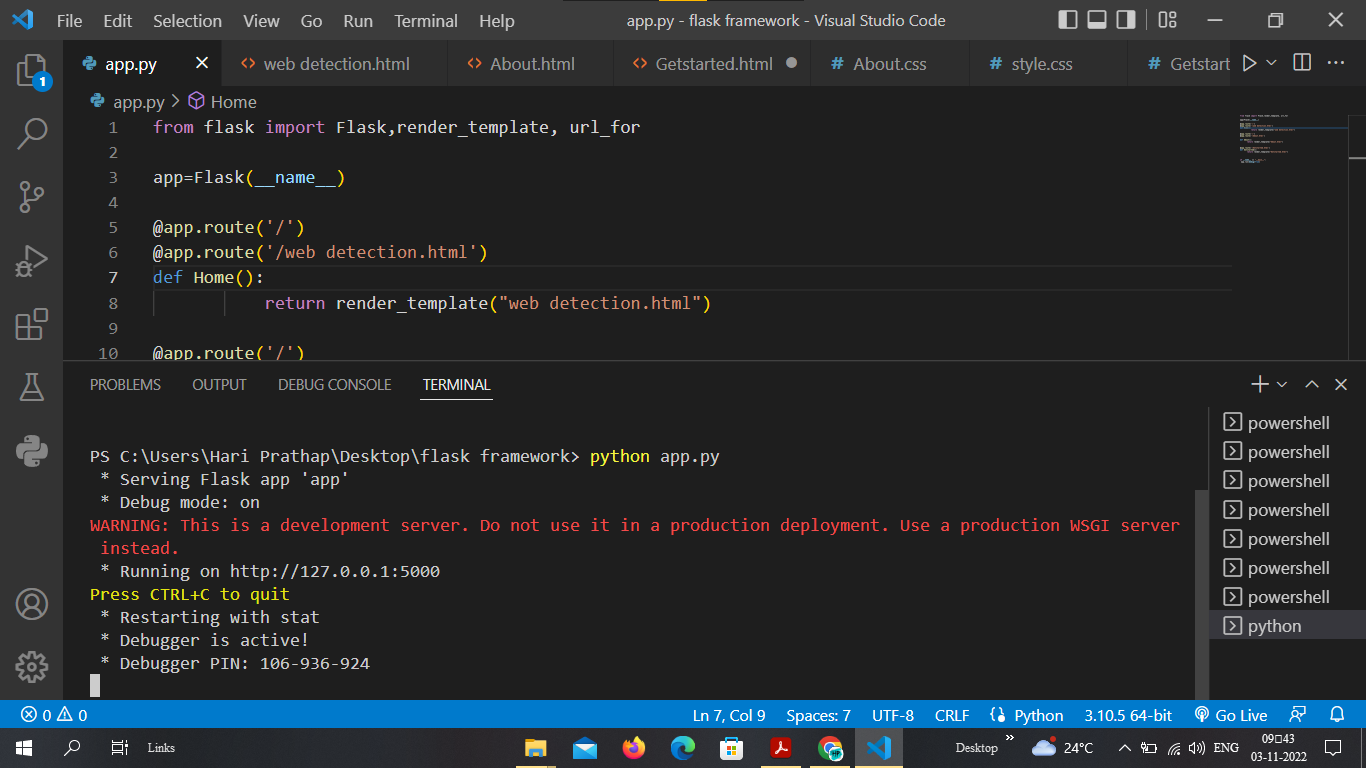 File Edit Selection View Go Run Terminal Help app.py - flask framework - Visual Studio Code
1
app.py web detection.html About.html Getstarted.html About.css style.css Getstart
app.py > Home
1 from flask import Flask,render_template, url_for
2
3 app=Flask(__name__)
4
5 @app.route('/')
6 @app.route('/web detection.html')
7 def Home():
8 return render_template("web detection.html")
9
10 @app.route('/')
PROBLEMS OUTPUT DEBUG CONSOLE TERMINAL
PS C:\Users\Hari Prathap\Desktop\flask framework> python app.py
* Serving Flask app 'app'
* Debug mode: on
WARNING: This is a development server. Do not use it in a production deployment. Use a production WSGI server
instead.
* Running on http://127.0.0.1:5000
Press CTRL+C to quit
* Restarting with stat
* Debugger is active!
* Debugger PIN: 106-936-924
powershell
powershell
powershell
powershell
powershell
powershell
powershell
python
0 0 Ln 7, Col 9 Spaces: 7 UTF-8 CRLF Python 3.10.5 64-bit Go Live
Links Desktop » 24°C ENG 09:43
03-11-2022